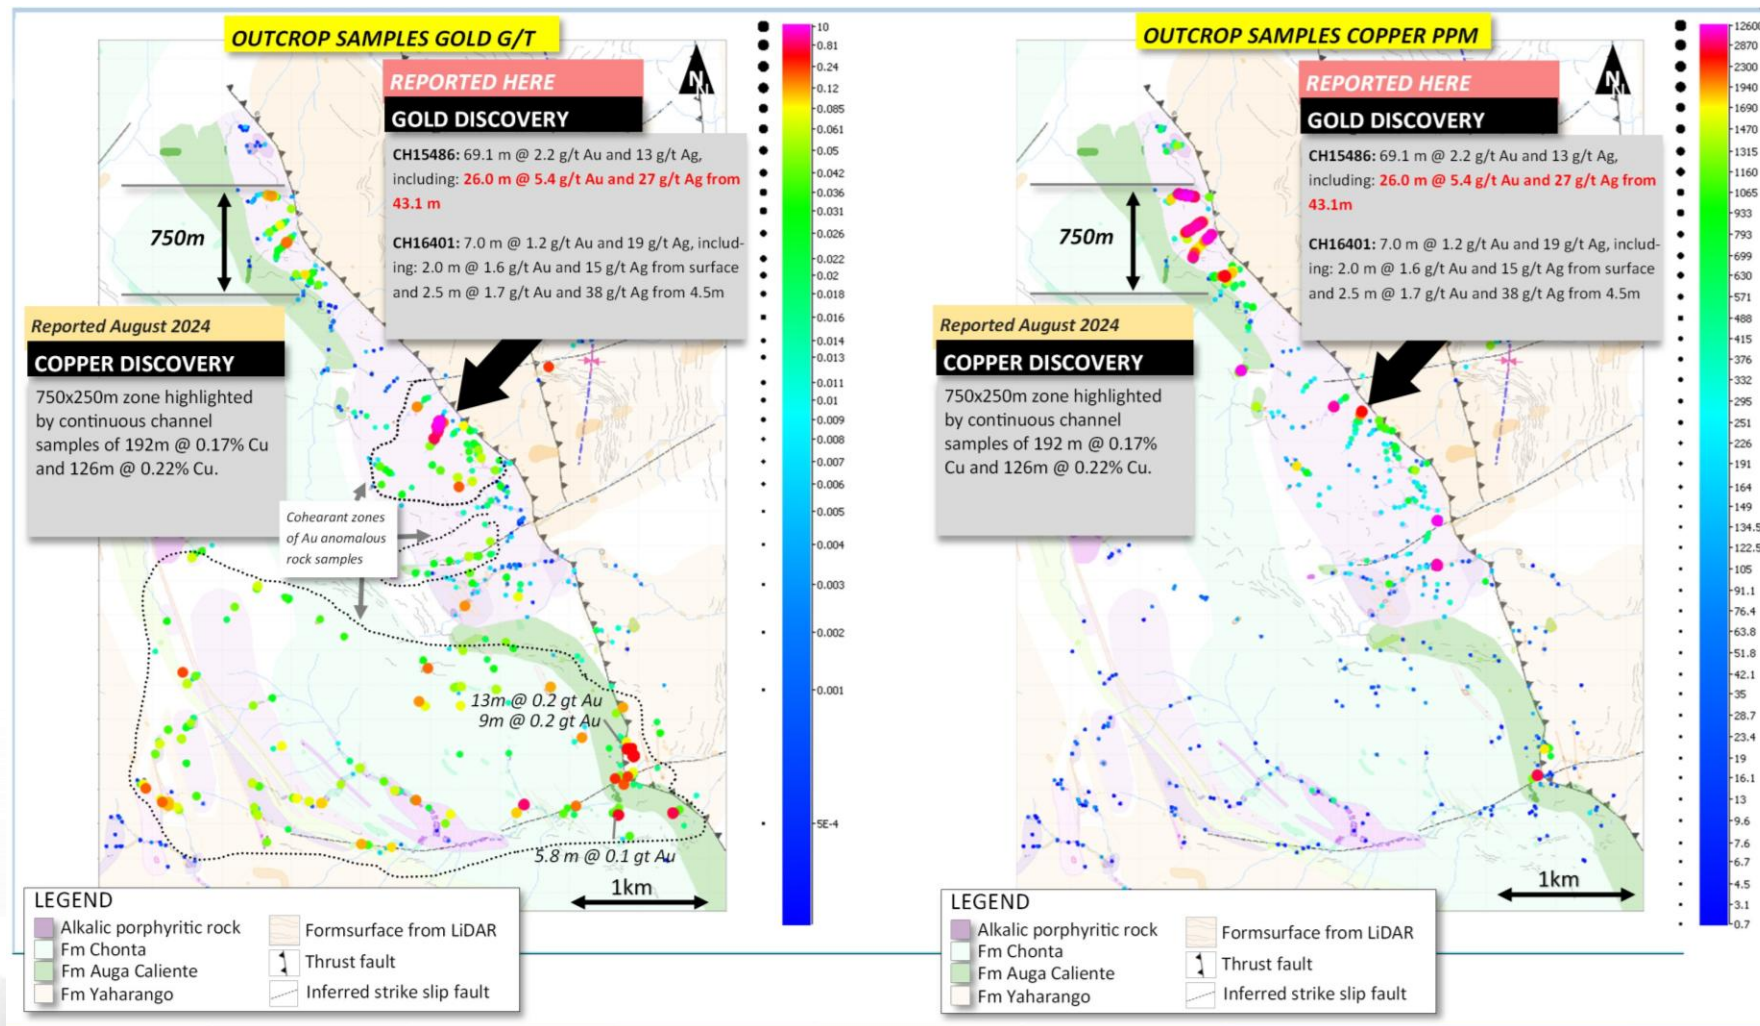 OUTCROP SAMPLES GOLD G/T
N
N
REPORTED HERE
GOLD DISCOVERY
CH15486: 69.1 m @ 2.2 g/t Au and 13 g/t Ag,
including: 26.0 m @ 5.4 g/t Au and 27 g/t Ag from
43.1 m
CH16401: 7.0 m @ 1.2 g/t Au and 19 g/t Ag, includ-
ing: 2.0 m @ 1.6 g/t Au and 15 g/t Ag from surface
and 2.5 m @ 1.7 g/t Au and 38 g/t Ag from 4.5m
750m
Reported August 2024
COPPER DISCOVERY
750x250m zone highlighted
by continuous channel
samples of 192m @ 0.17% Cu
and 126m @ 0.22% Cu.
Cohearant zones
of Au anomalous
rock samples
13m @ 0.2 gt Au
9m @ 0.2 gt Au
5.8 m @ 0.1 gt Au
1km
LEGEND
Alkalic porphyritic rock
Fm Chonta
Fm Auga Caliente
Fm Yaharango
Formsurface from LiDAR
Thrust fault
Inferred strike slip fault
10
0.81
0.24
0.12
0.085
0.061
0.05
0.042
0.036
0.031
0.026
0.022
0.02
0.018
0.016
0.014
0.013
0.011
0.01
0.009
0.008
0.007
0.006
0.005
0.004
0.003
0.002
0.001
5E-4
OUTCROP SAMPLES COPPER PPM
N
N
REPORTED HERE
GOLD DISCOVERY
CH15486: 69.1 m @ 2.2 g/t Au and 13 g/t Ag,
including: 26.0 m @ 5.4 g/t Au and 27 g/t Ag from
43.1m
CH16401: 7.0 m @ 1.2 g/t Au and 19 g/t Ag, includ-
ing: 2.0 m @ 1.6 g/t Au and 15 g/t Ag from surface
and 2.5 m @ 1.7 g/t Au and 38 g/t Ag from 4.5m
750m
Reported August 2024
COPPER DISCOVERY
750x250m zone highlighted
by continuous channel
samples of 192 m @ 0.17%
Cu and 126m @ 0.22% Cu.
1km
LEGEND
Alkalic porphyritic rock
Fm Chonta
Fm Auga Caliente
Fm Yaharango
Formsurface from LiDAR
Thrust fault
Inferred strike slip fault
12600
2870
2300
1940
1690
1470
1315
1160
1065
933
793
699
630
571
488
415
376
332
295
251
226
191
164
149
134.5
122.5
105
91.1
76.4
63.8
51.8
42.1
35
28.7
23.4
19
16.1
13
9.6
7.6
6.7
4.5
3.1
0.7